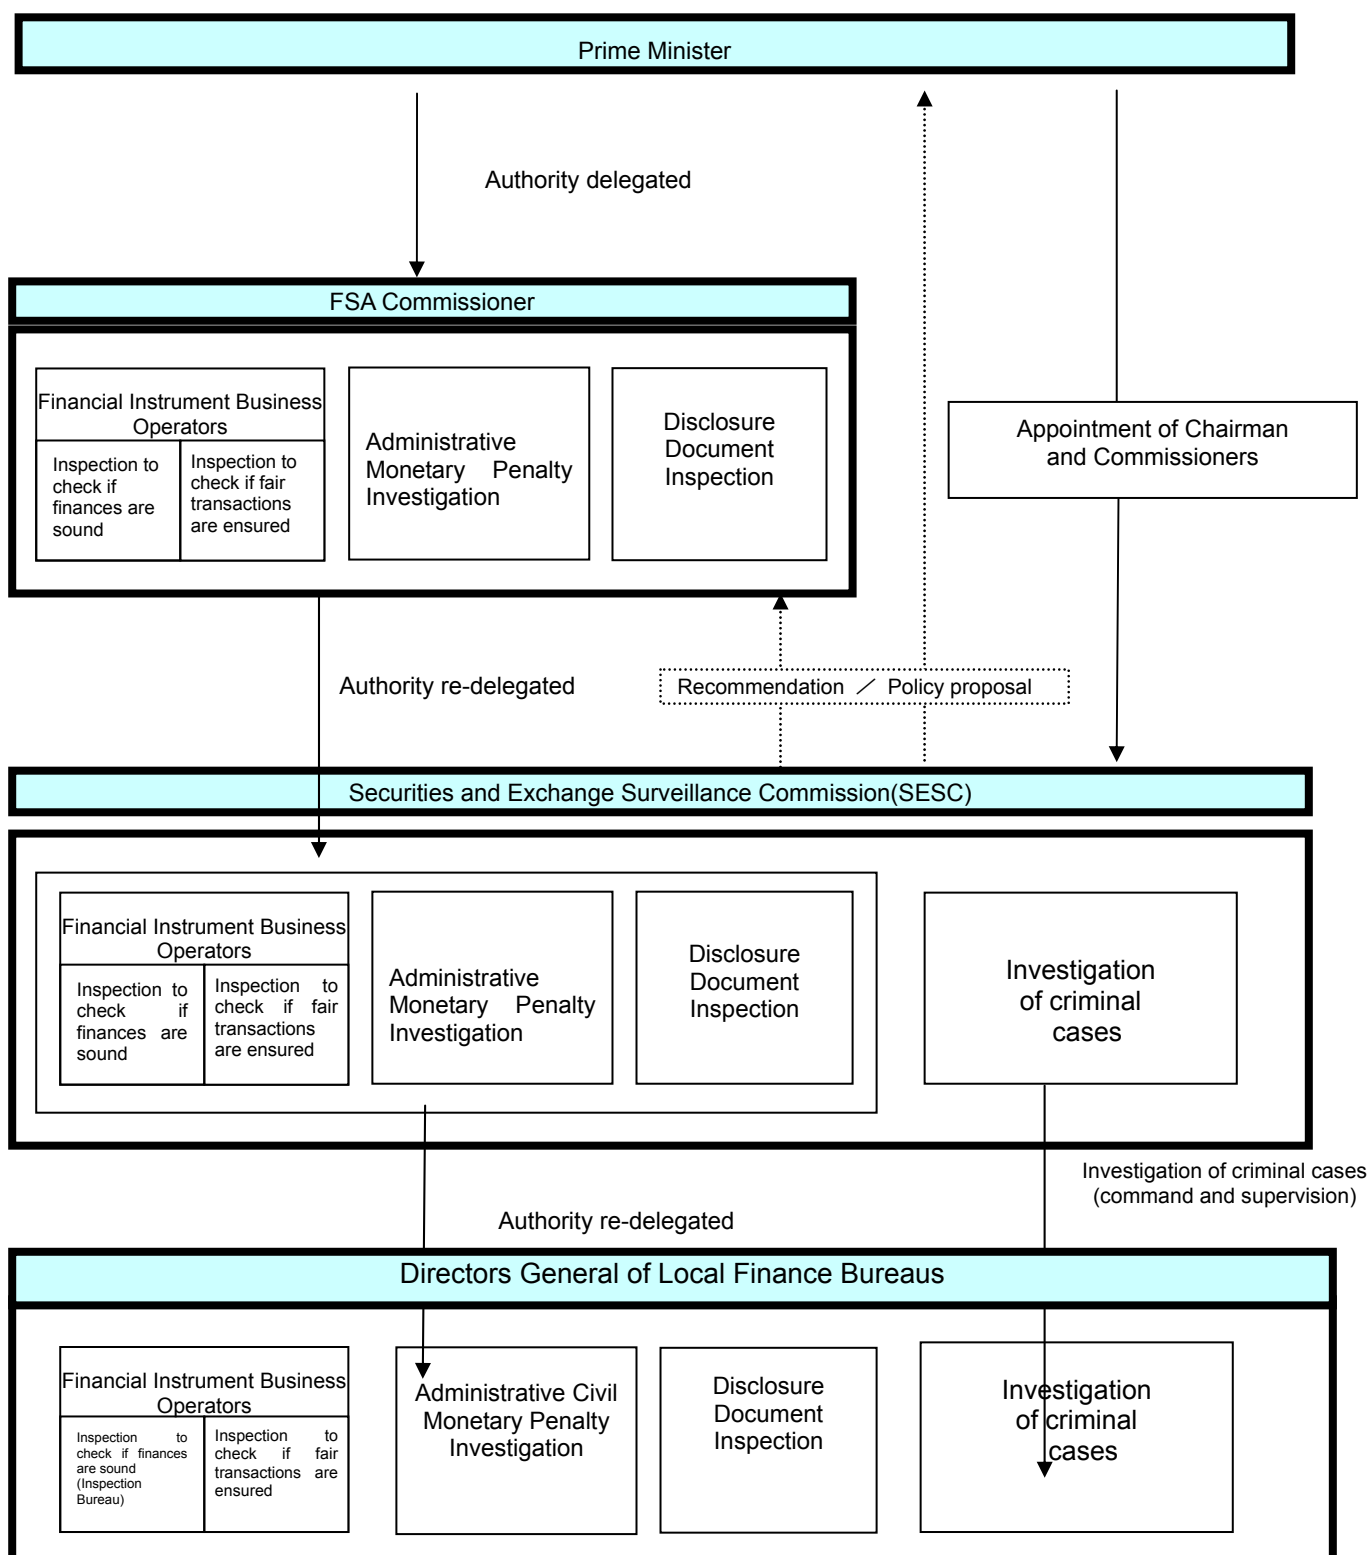 Prime Minister
Authority delegated
FSA Commissioner
Financial Instrument Business
Operators
Inspection to
check if
finances are
sound
Inspection to
check if fair
transactions
are ensured
Administrative
Monetary Penalty
Investigation
Disclosure
Document
Inspection
Appointment of Chairman
and Commissioners
Authority re-delegated
Recommendation ／ Policy proposal
Securities and Exchange Surveillance Commission(SESC)
Financial Instrument Business
Operators
Inspection to
check if
finances are
sound
Inspection to
check if fair
transactions
are ensured
Administrative
Monetary Penalty
Investigation
Disclosure
Document
Inspection
Investigation
of criminal
cases
Investigation of criminal cases
(command and supervision)
Authority re-delegated
Directors General of Local Finance Bureaus
Financial Instrument Business
Operators
Inspection to
check if finances
are sound
(Inspection
Bureau)
Inspection to
check if fair
transactions are
ensured
Administrative Civil
Monetary Penalty
Investigation
Disclosure
Document
Inspection
Investigation
of criminal
cases